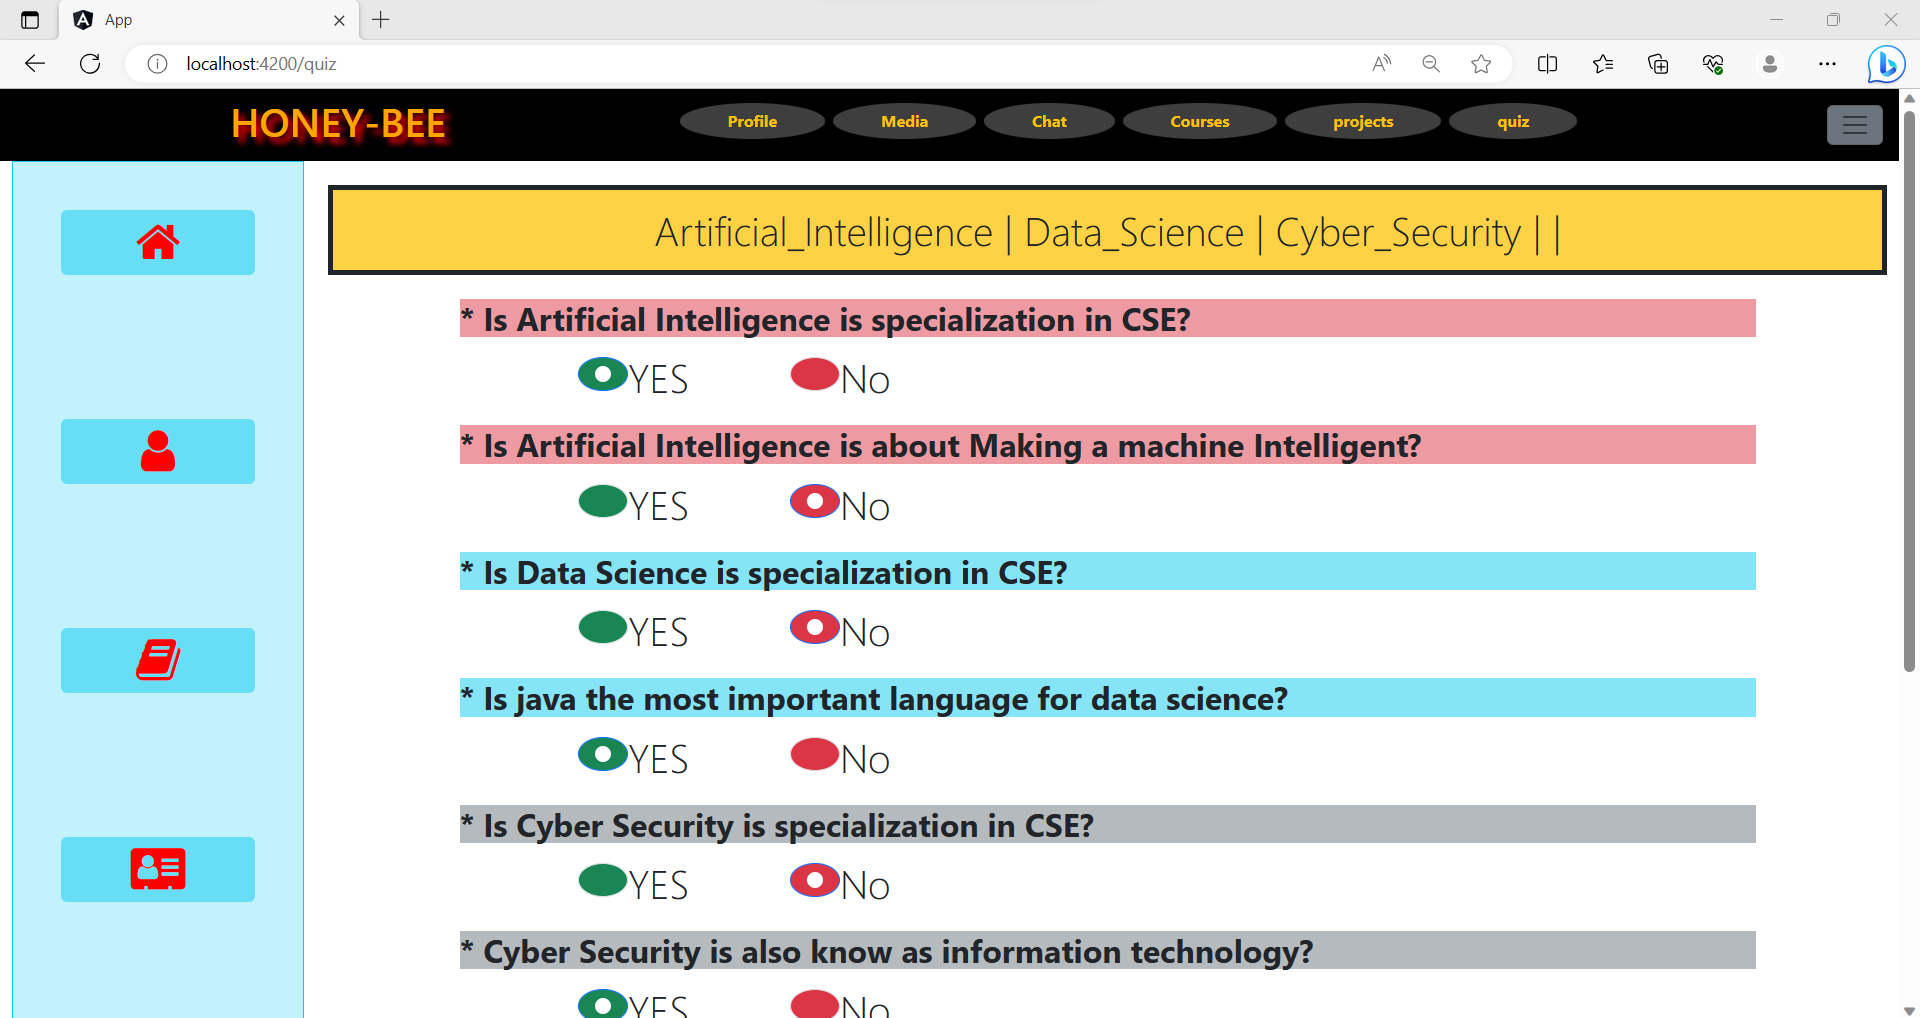 App
localhost:4200/quiz
HONEY-BEE
Profile Media Chat Courses projects quiz
Artificial_Intelligence | Data_Science | Cyber_Security | |
* Is Artificial Intelligence is specialization in CSE?
YES No
* Is Artificial Intelligence is about Making a machine Intelligent?
YES No
* Is Data Science is specialization in CSE?
YES No
* Is java the most important language for data science?
YES No
* Is Cyber Security is specialization in CSE?
YES No
* Cyber Security is also know as information technology?
YES No